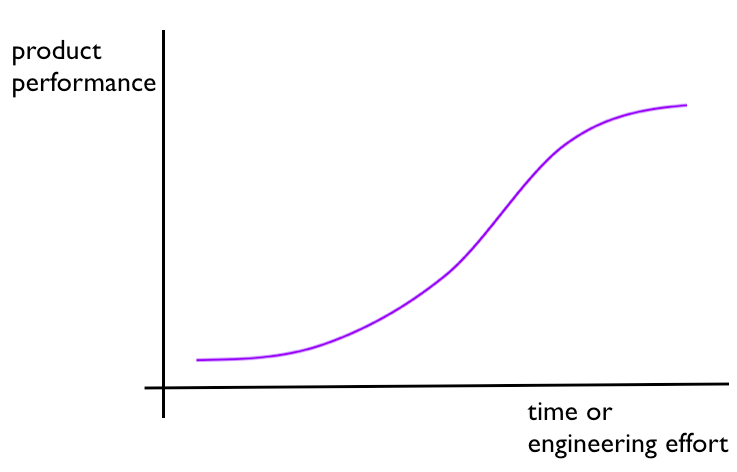 product
performance
time or
engineering effort